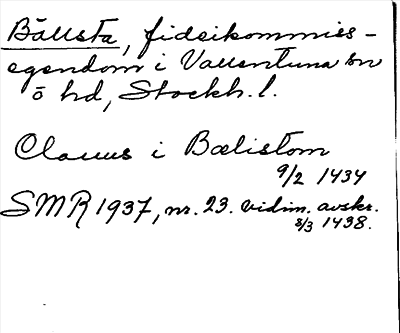 Bällsta, fideikommiss-
egendom i Vallentuna sn
ö hd, Stockh. l.
Clauus i Bælistom
9/2 1434
SMR 1937, nr. 23. vidim. avskr.
8/3 1438.